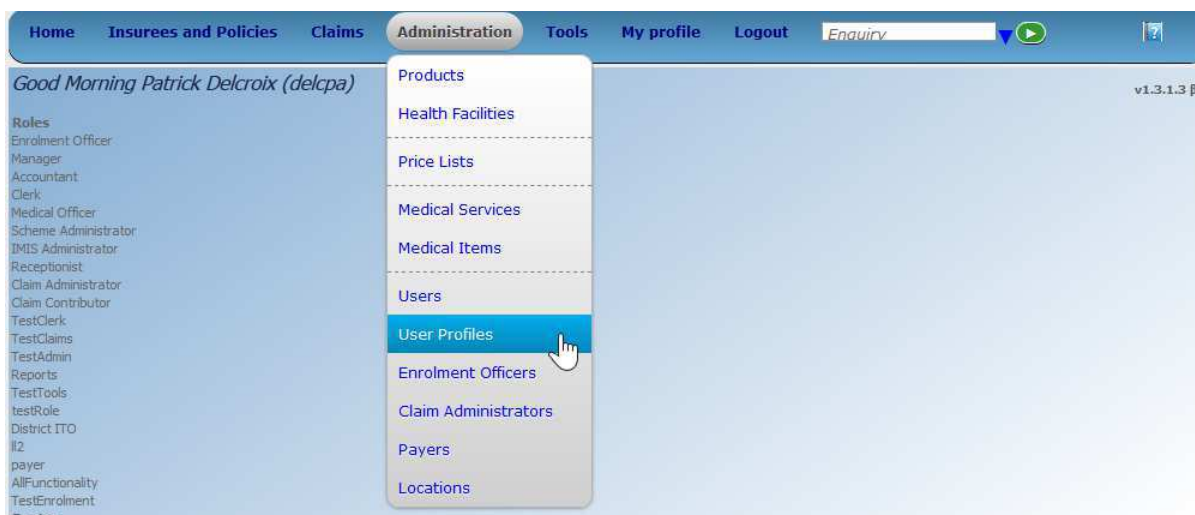 Home Insurees and Policies Claims Administration Tools My profile Logout Enquiry ?
Good Morning Patrick Delcroix (delcpa)
v1.3.1.3 β
Roles
Enrolment Officer
Manager
Accountant
Clerk
Medical Officer
Scheme Administrator
IMIS Administrator
Receptionist
Claim Administrator
Claim Contributor
TestClerk
TestClaims
TestAdmin
Reports
TestTools
testRole
District ITO
ll2
payer
AllFunctionality
TestEnrolment
Products
Health Facilities
Price Lists
Medical Services
Medical Items
Users
User Profiles
Enrolment Officers
Claim Administrators
Payers
Locations